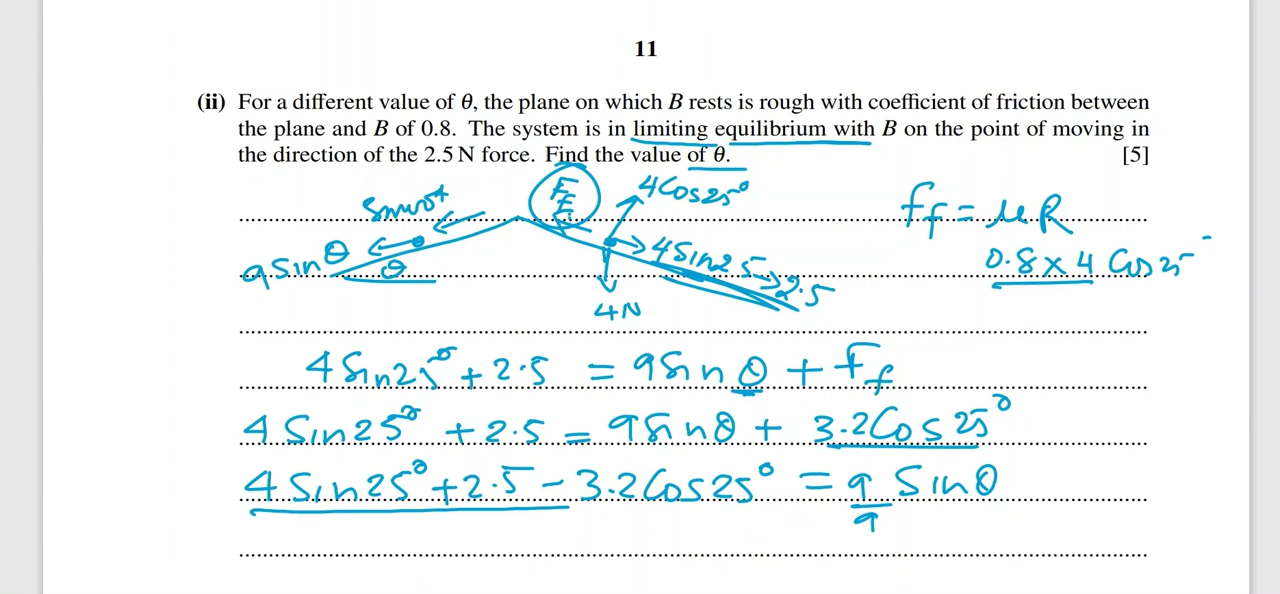 11
(ii) For a different value of θ, the plane on which B rests is rough with coefficient of friction between
the plane and B of 0.8. The system is in limiting equilibrium with B on the point of moving in
the direction of the 2.5 N force. Find the value of θ. [5]
smooth
4Cos25°
Ff = μR
9sinθ
θ
4Sin25
2.5
0.8 × 4 Cos25
4N
4Sin25° + 2.5 = 9Sinθ + Ff
4Sin25° + 2.5 = 9Sinθ + 3.2Cos25°
4Sin25° + 2.5 - 3.2Cos25° = 9 Sinθ
9